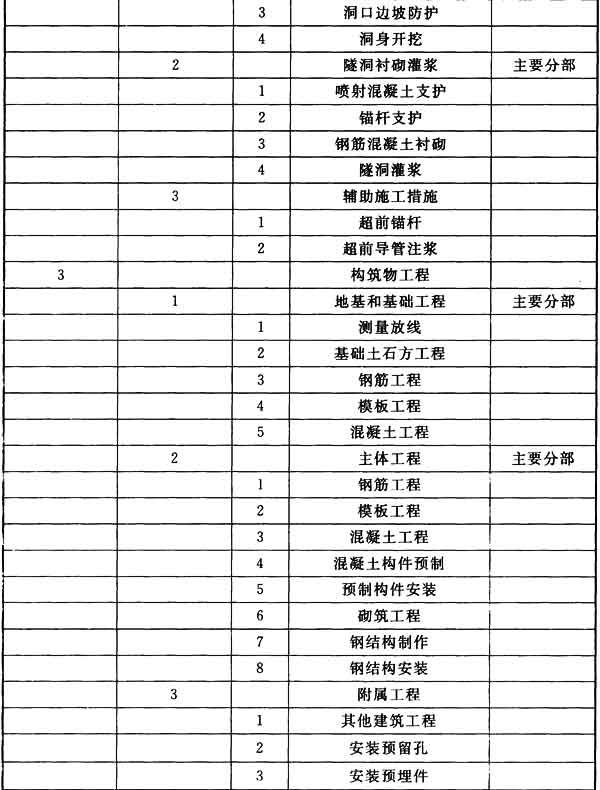 3 洞口边坡防护
4 洞身开挖
2 隧洞衬砌灌浆 主要分部
1 喷射混凝土支护
2 锚杆支护
3 钢筋混凝土衬砌
4 隧洞灌浆
3 辅助施工措施
1 超前锚杆
2 超前导管注浆
3 构筑物工程
1 地基和基础工程 主要分部
1 测量放线
2 基础土石方工程
3 钢筋工程
4 模板工程
5 混凝土工程
2 主体工程 主要分部
1 钢筋工程
2 模板工程
3 混凝土工程
4 混凝土构件预制
5 预制构件安装
6 砌筑工程
7 钢结构制作
8 钢结构安装
3 附属工程
1 其他建筑工程
2 安装预留孔
3 安装预埋件